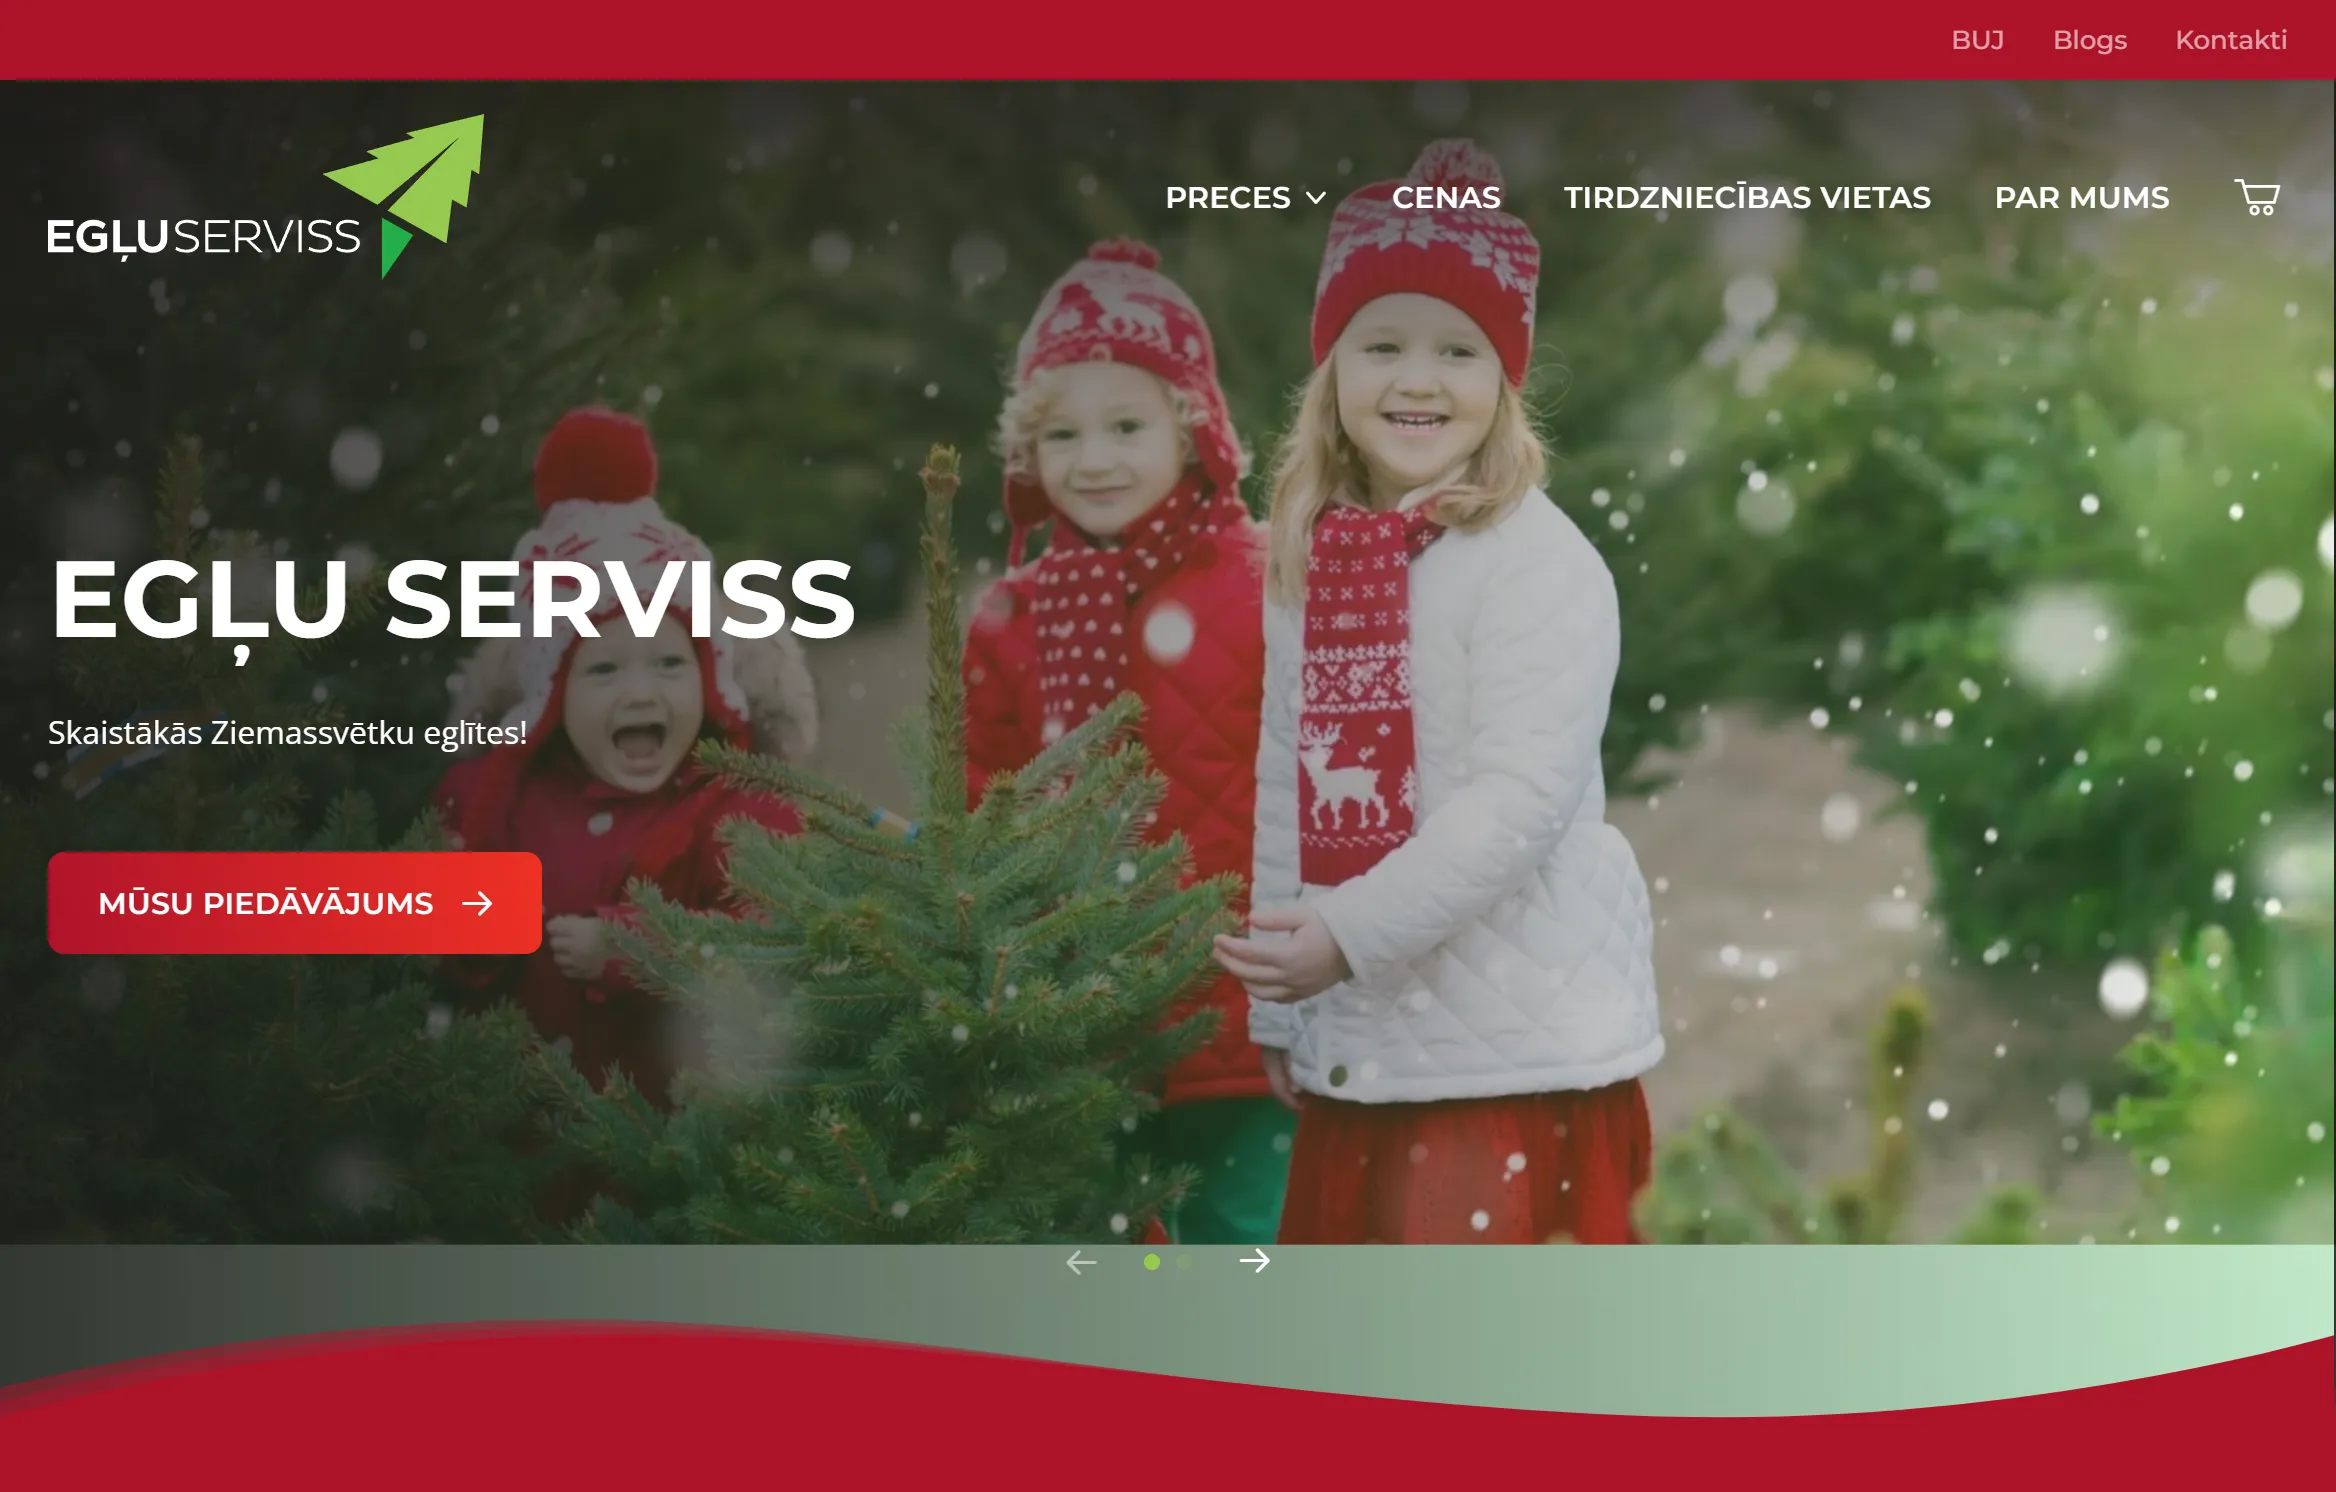 BUJ Blogs Kontakti
EGĻUSERVISS
PRECES CENAS TIRDZNIECĪBAS VIETAS PAR MUMS
EGĻU SERVISS
Skaistākās Ziemassvētku eglītes!
MŪSU PIEDĀVĀJUMS